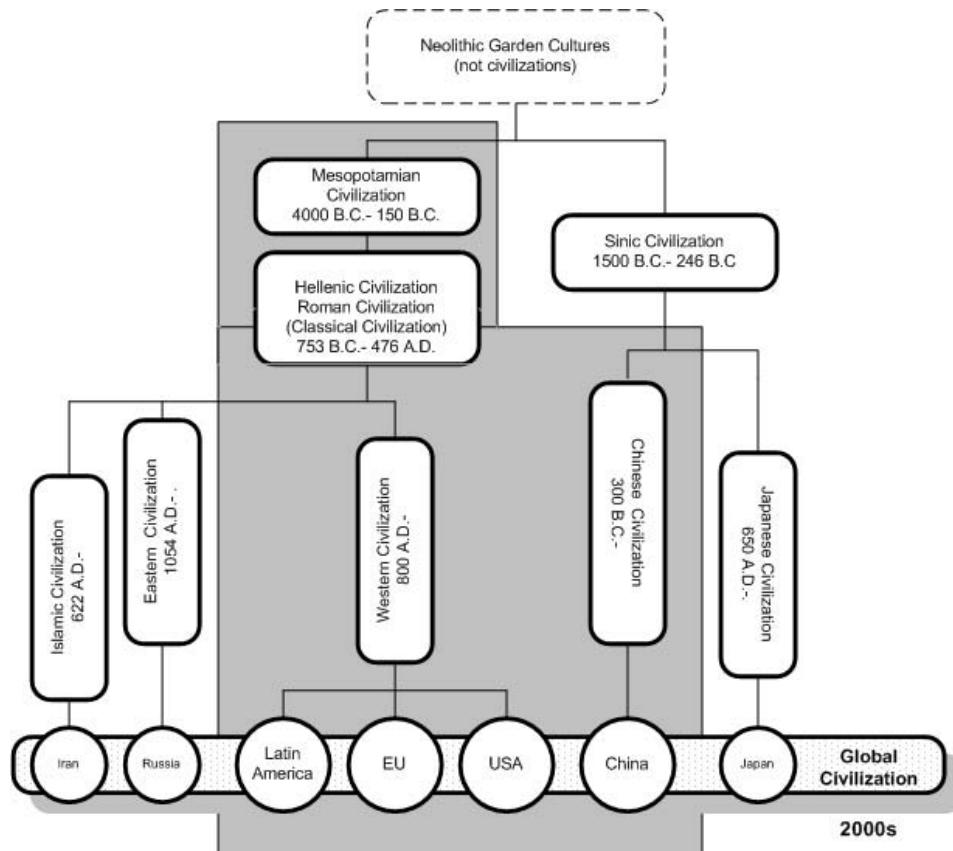 Neolithic Garden Cultures
(not civilizations)
Mesopotamian
Civilization
4000 B.C.- 150 B.C.
Sinic Civilization
1500 B.C.- 246 B.C
Hellenic Civilization
Roman Civilization
(Classical Civilization)
753 B.C.- 476 A.D.
Islamic Civilization
622 A.D.-
Eastern Civilization
1054 A.D.- .
Western Civilization
800 A.D.-
Chinese Civilization
300 B.C.-
Japanese Civilization
650 A.D.-.
Iran
Russia
Latin
America
EU
USA
China
Japan
Global
Civilization
2000s